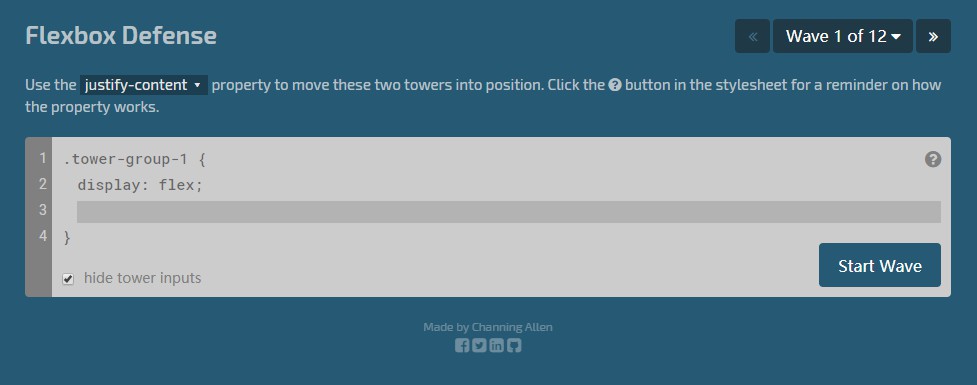 Flexbox Defense
« Wave 1 of 12 »
Use the justify-content property to move these two towers into position. Click the ? button in the stylesheet for a reminder on how
the property works.
1 .tower-group-1 { ?
2 display: flex;
3
4 }
hide tower inputs
Start Wave
Made by Channing Allen